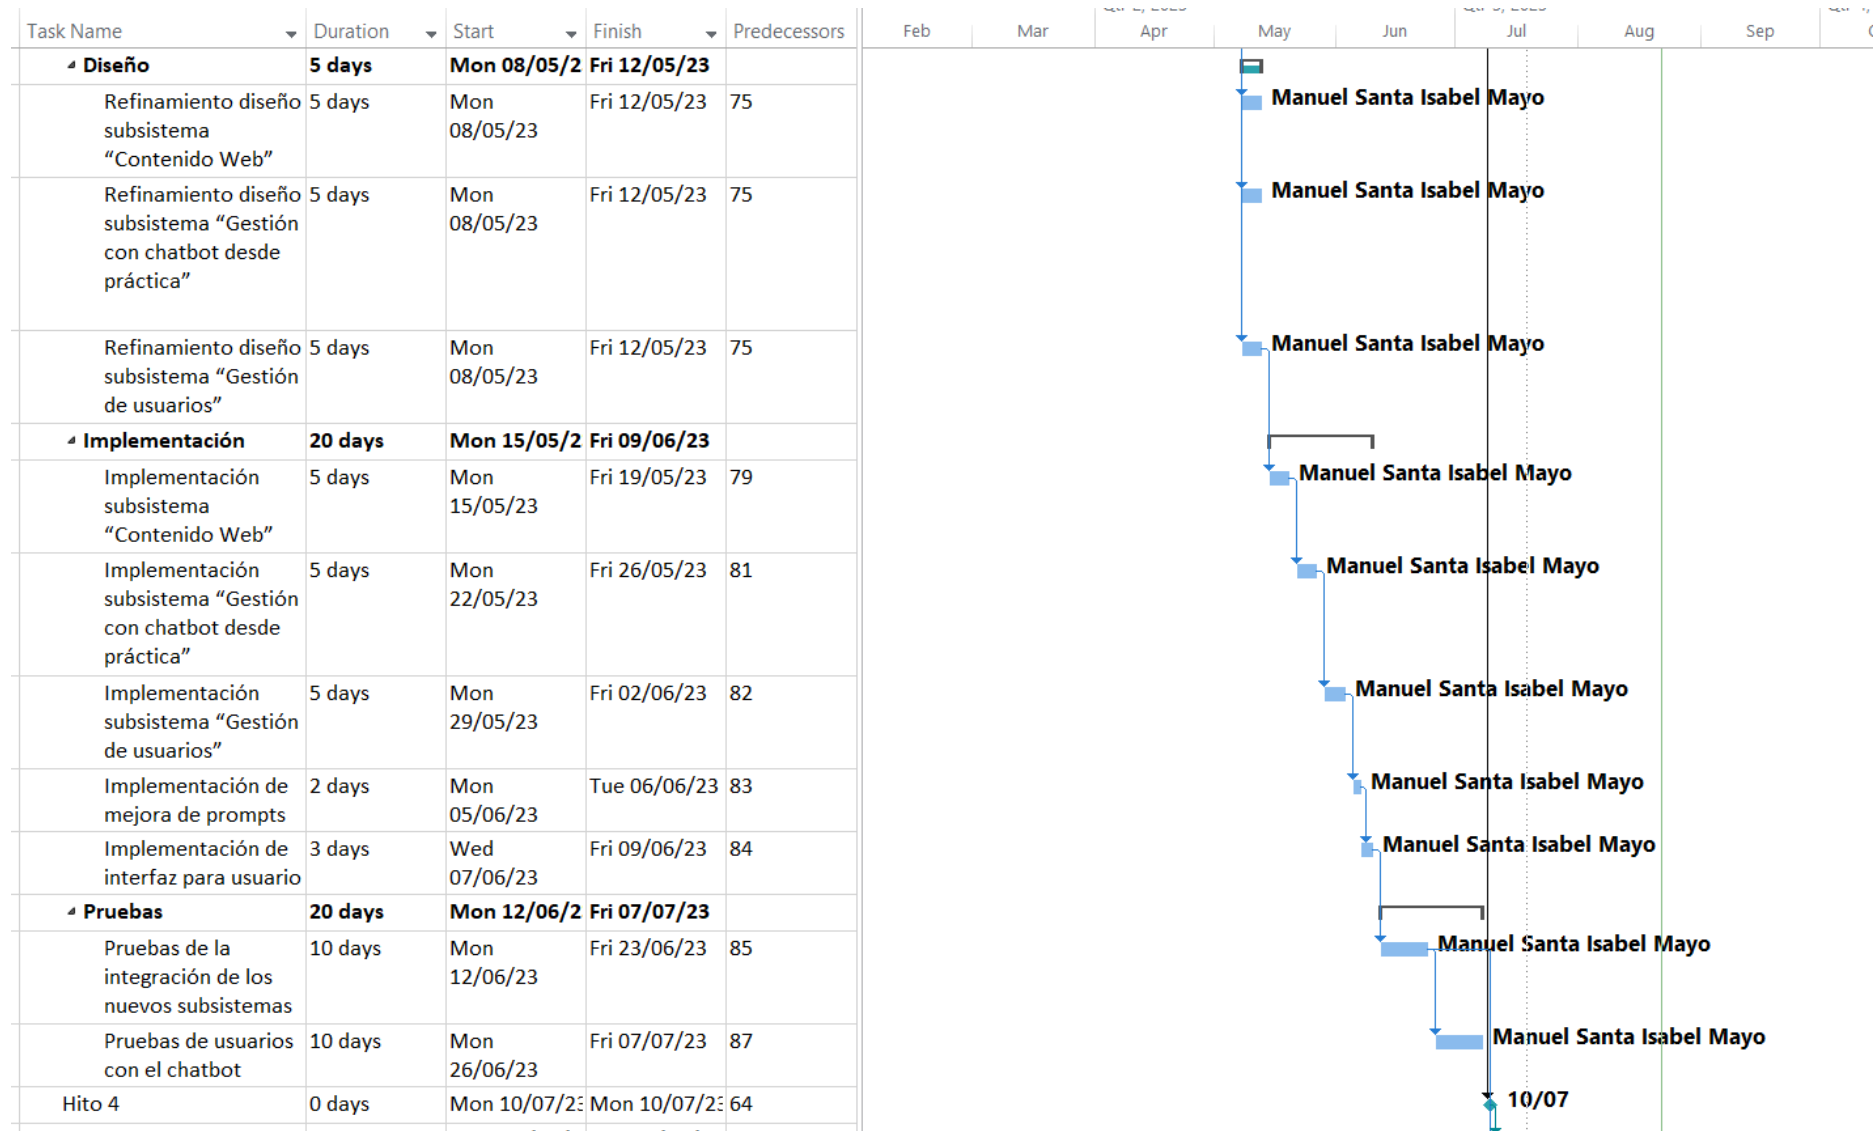 Task Name Duration Start Finish Predecessors Feb Mar Apr May Jun Jul Aug Sep
Diseño 5 days Mon 08/05/2 Fri 12/05/23
Refinamiento diseño 5 days Mon Fri 12/05/23 75 Manuel Santa Isabel Mayo
subsistema 08/05/23
“Contenido Web”
Refinamiento diseño 5 days Mon Fri 12/05/23 75 Manuel Santa Isabel Mayo
subsistema “Gestión 08/05/23
con chatbot desde
práctica”
Refinamiento diseño 5 days Mon Fri 12/05/23 75 Manuel Santa Isabel Mayo
subsistema “Gestión 08/05/23
de usuarios”
Implementación 20 days Mon 15/05/2 Fri 09/06/23
Implementación 5 days Mon Fri 19/05/23 79 Manuel Santa Isabel Mayo
subsistema 15/05/23
“Contenido Web”
Implementación 5 days Mon Fri 26/05/23 81 Manuel Santa Isabel Mayo
subsistema “Gestión 22/05/23
con chatbot desde
práctica”
Implementación 5 days Mon Fri 02/06/23 82 Manuel Santa Isabel Mayo
subsistema “Gestión 29/05/23
de usuarios”
Implementación de 2 days Mon Tue 06/06/23 83 Manuel Santa Isabel Mayo
mejora de prompts 05/06/23
Implementación de 3 days Wed Fri 09/06/23 84 Manuel Santa Isabel Mayo
interfaz para usuario 07/06/23
Pruebas 20 days Mon 12/06/2 Fri 07/07/23
Pruebas de la 10 days Mon Fri 23/06/23 85 Manuel Santa Isabel Mayo
integración de los 12/06/23
nuevos subsistemas
Pruebas de usuarios 10 days Mon Fri 07/07/23 87 Manuel Santa Isabel Mayo
con el chatbot 26/06/23
Hito 4 0 days Mon 10/07/23 Mon 10/07/23 64 10/07